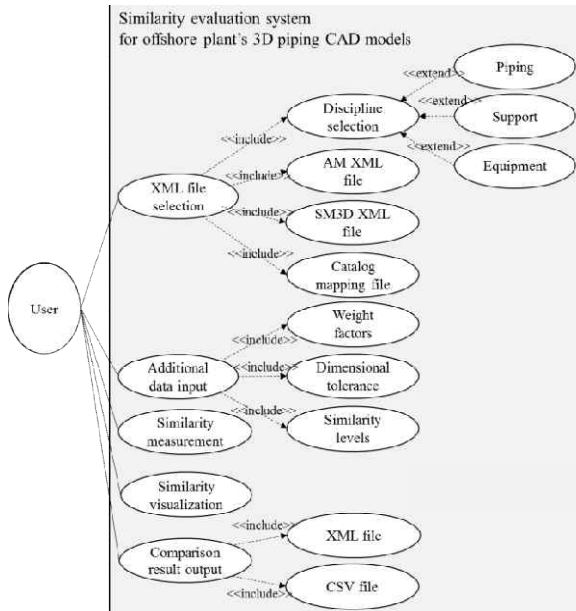 Similarity evaluation system
for offshore plant's 3D piping CAD models
Piping
<<extend>>
Discipline
selection
<<extend>>
Support
<<include>>
<<extend>>
Equipment
AM XML
file
XML file
selection
<<include>>
<<include>>
SM3D XML
file
<<include>>
Catalog
mapping file
User
Weight
factors
<<include>>
Additional
data input
<<include>>
Dimensional
tolerance
<<include>>
Similarity
levels
Similarity
measurement
Similarity
visualization
<<include>>
XML file
Comparison
result output
<<include>>
CSV file